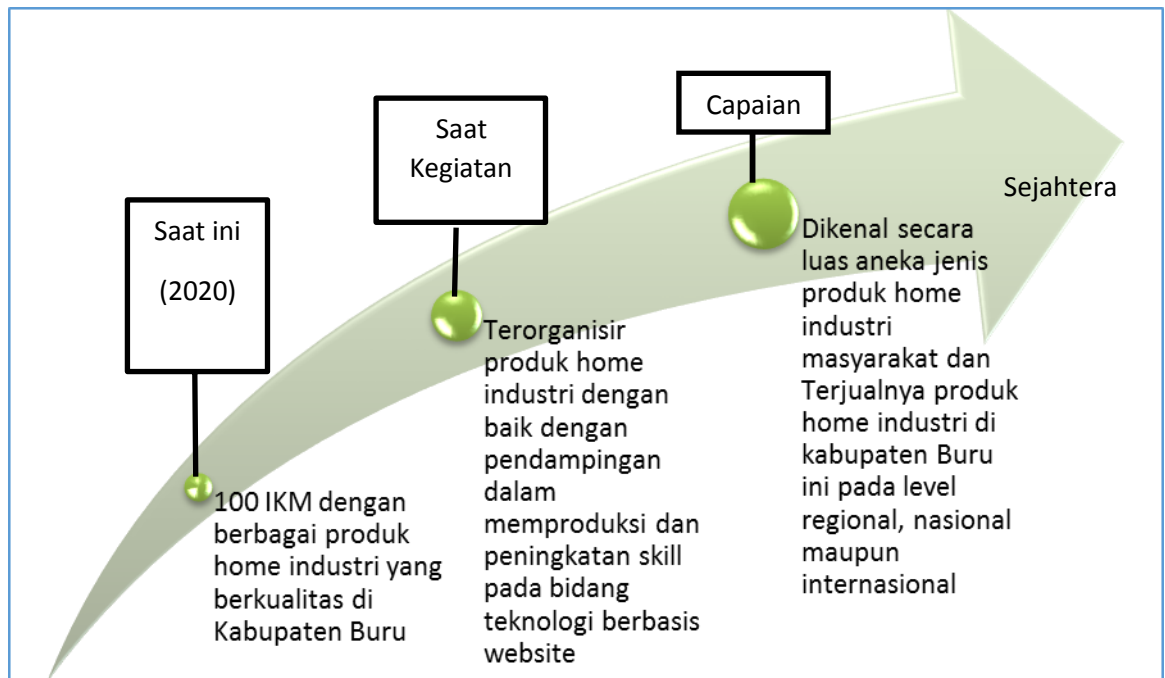 Saat ini
(2020)
100 IKM dengan
berbagai produk
home industri yang
berkualitas di
Kabupaten Buru
Saat
Kegiatan
Terorganisir
produk home
industri dengan
baik dengan
pendampingan
dalam
memproduksi dan
peningkatan skill
pada bidang
teknologi berbasis
website
Capaian
Dikenal secara
luas aneka jenis
produk home
industri
masyarakat dan
Terjualnya produk
home industri di
kabupaten Buru
ini pada level
regional, nasional
maupun
internasional
Sejahtera